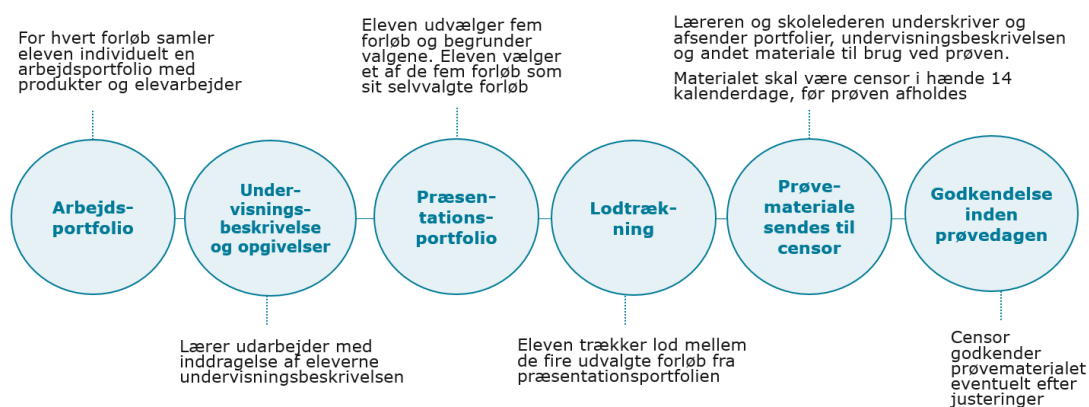 For hvert forløb samler
eleven individuelt en
arbejdsportfolio med
produkter og elevarbejder
Eleven udvælger fem
forløb og begrunder
valgene. Eleven vælger
et af de fem forløb som
sit selvvalgte forløb
Læreren og skolelederen underskriver og
afsender portfolier, undervisningsbeskrivelsen
og andet materiale til brug ved prøven.
Materialet skal være censor i hænde 14
kalenderdage, før prøven afholdes
Arbejds-
portfolio
Under-
visnings-
beskrivelse
og opgivelser
Præsen-
tations-
portfolio
Lodtræk-
ning
Prøve-
materiale
sendes til
censor
Godkendelse
inden
prøvedagen
Lærer udarbejder med
inddragelse af eleverne
undervisningsbeskrivelsen
Eleven trækker lod mellem
de fire udvalgte forløb fra
præsentationsportfolien
Censor
godkender
prøvematerialet
eventuelt efter
justeringer